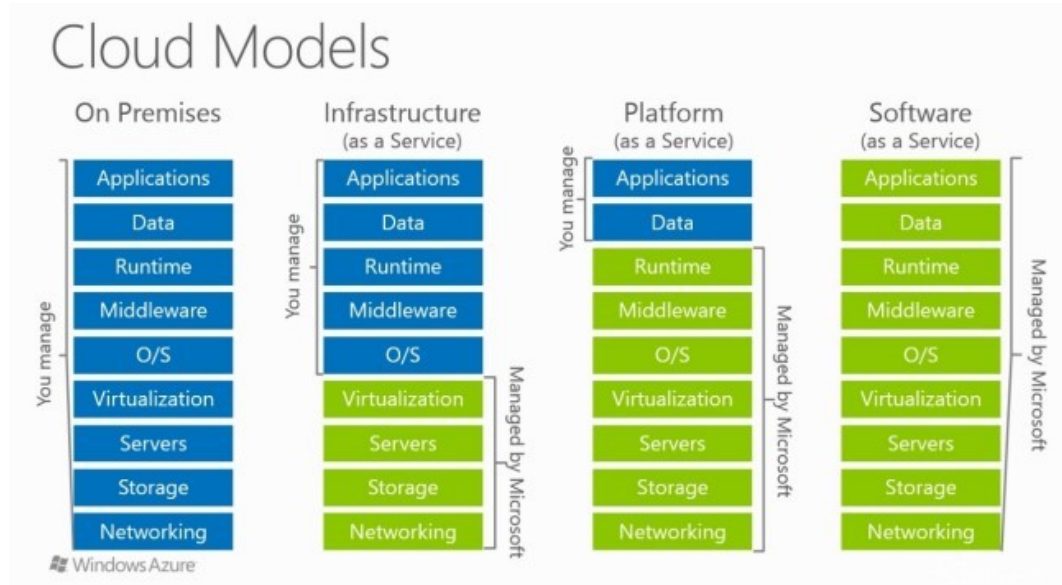 Cloud Models
On Premises
Infrastructure
(as a Service)
Platform
(as a Service)
Software
(as a Service)
You manage
Applications
Data
Runtime
Middleware
O/S
Virtualization
Servers
Storage
Networking
You manage
Applications
Data
Runtime
Middleware
O/S
Virtualization
Servers
Storage
Networking
Managed by Microsoft
You manage
Applications
Data
Runtime
Middleware
O/S
Virtualization
Servers
Storage
Networking
Managed by Microsoft
Applications
Data
Runtime
Middleware
O/S
Virtualization
Servers
Storage
Networking
Managed by Microsoft
Windows Azure